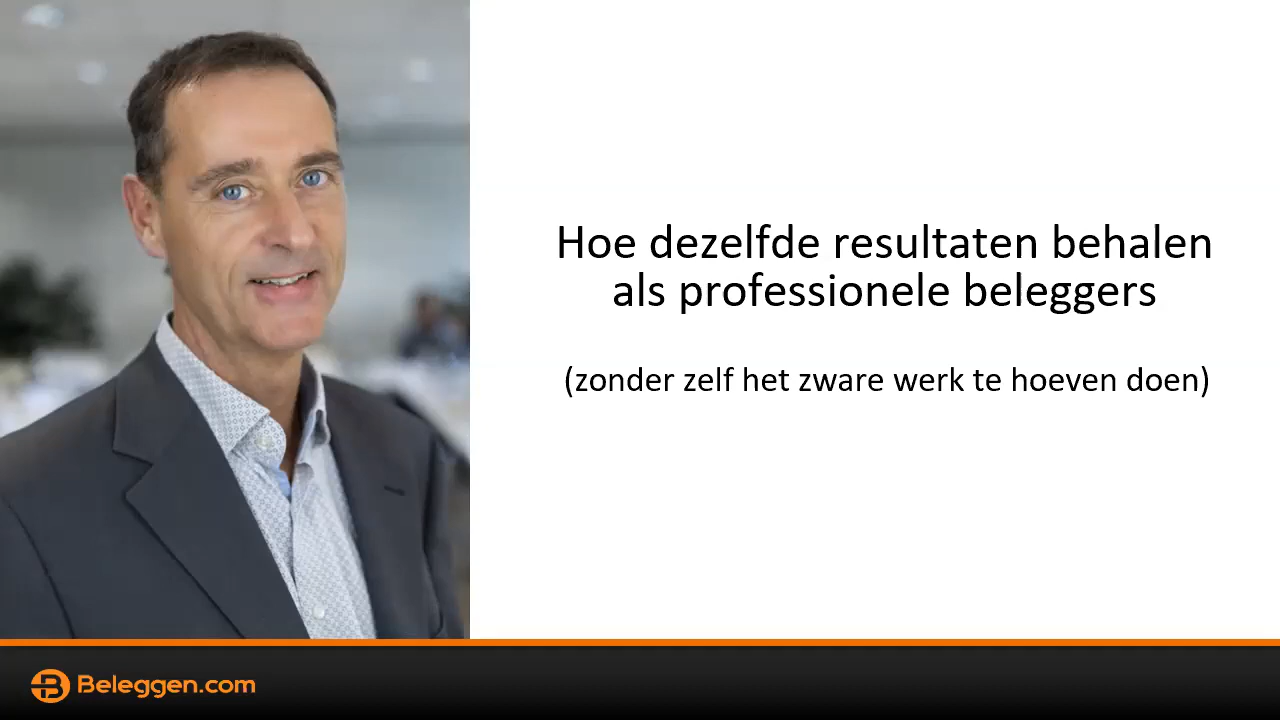 Hoe dezelfde resultaten behalen
als professionele beleggers
(zonder zelf het zware werk te hoeven doen)
Beleggen.com